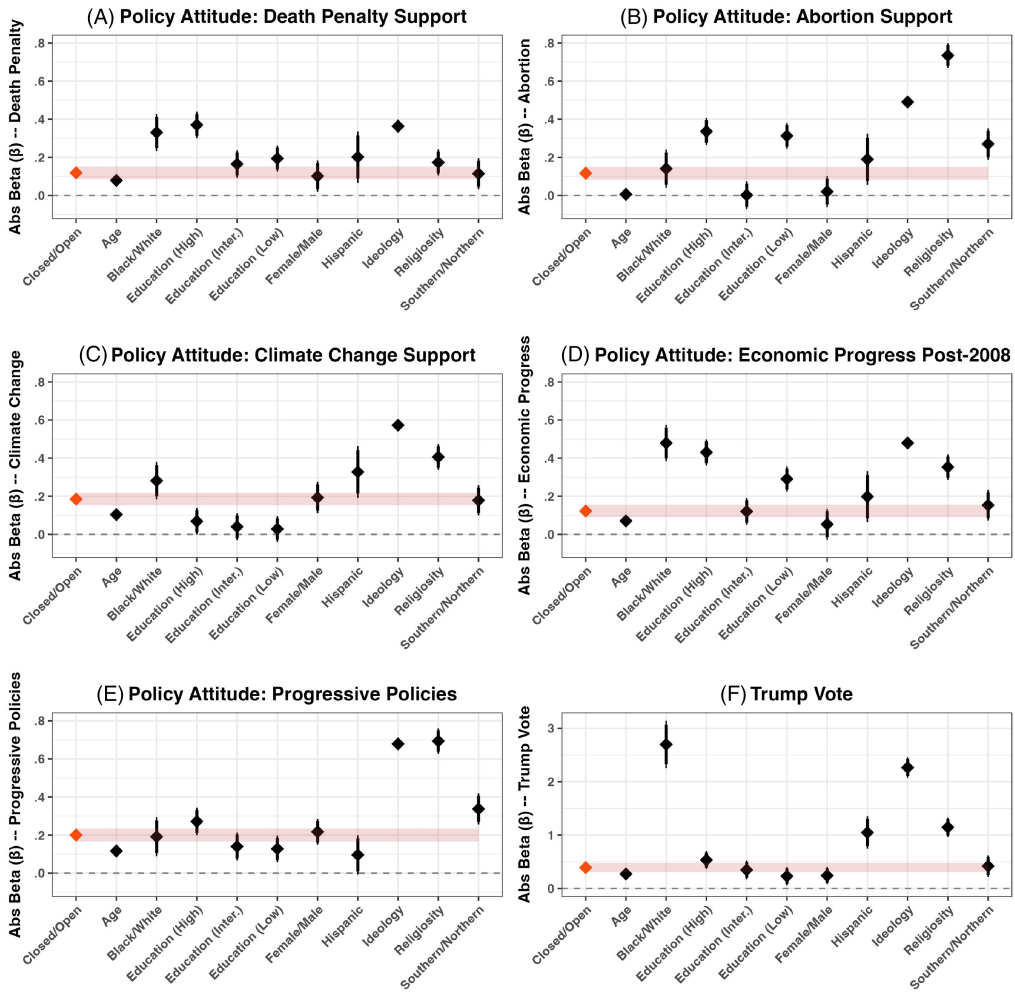 (A) Policy Attitude: Death Penalty Support
Abs Beta (β) -- Death Penalty
.8
.6
.4
.2
.0
Closed/Open
Age
Black/White
Education (High)
Education (Inter.)
Education (Low)
Female/Male
Hispanic
Ideology
Religiosity
Southern/Northern
(B) Policy Attitude: Abortion Support
Abs Beta (β) -- Abortion
.8
.6
.4
.2
.0
Closed/Open
Age
Black/White
Education (High)
Education (Inter.)
Education (Low)
Female/Male
Hispanic
Ideology
Religiosity
Southern/Northern
(C) Policy Attitude: Climate Change Support
Abs Beta (β) -- Climate Change
.8
.6
.4
.2
.0
Closed/Open
Age
Black/White
Education (High)
Education (Inter.)
Education (Low)
Female/Male
Hispanic
Ideology
Religiosity
Southern/Northern
(D) Policy Attitude: Economic Progress Post-2008
Abs Beta (β) -- Economic Progress
.8
.6
.4
.2
.0
Closed/Open
Age
Black/White
Education (High)
Education (Inter.)
Education (Low)
Female/Male
Hispanic
Ideology
Religiosity
Southern/Northern
(E) Policy Attitude: Progressive Policies
Abs Beta (β) -- Progressive Policies
.8
.6
.4
.2
.0
Closed/Open
Age
Black/White
Education (High)
Education (Inter.)
Education (Low)
Female/Male
Hispanic
Ideology
Religiosity
Southern/Northern
(F) Trump Vote
Abs Beta (β) -- Trump Vote
3
2
1
0
Closed/Open
Age
Black/White
Education (High)
Education (Inter.)
Education (Low)
Female/Male
Hispanic
Ideology
Religiosity
Southern/Northern